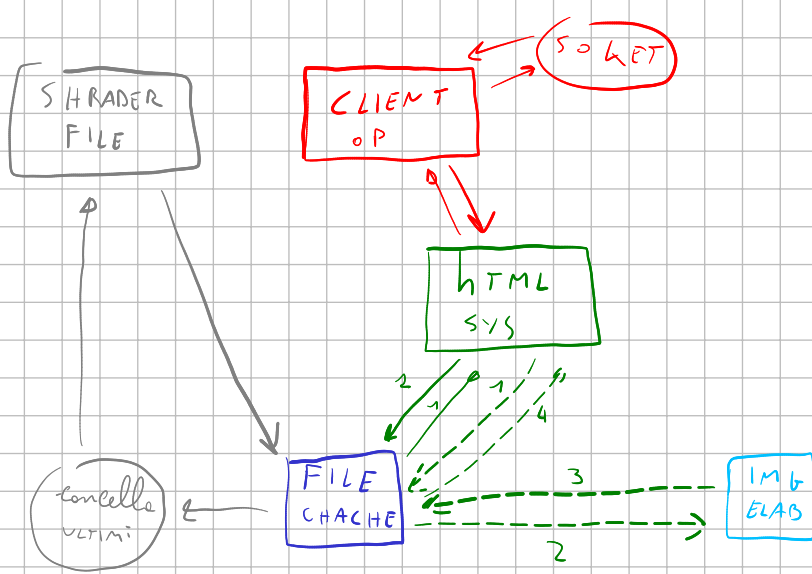 SOKET
SHRADER
FILE
CLIENT
OP
hTML
SYS
2
1
1
4
FILE
CHACHE
3
2
IMG
ELAB
Cancella
ULTIMI